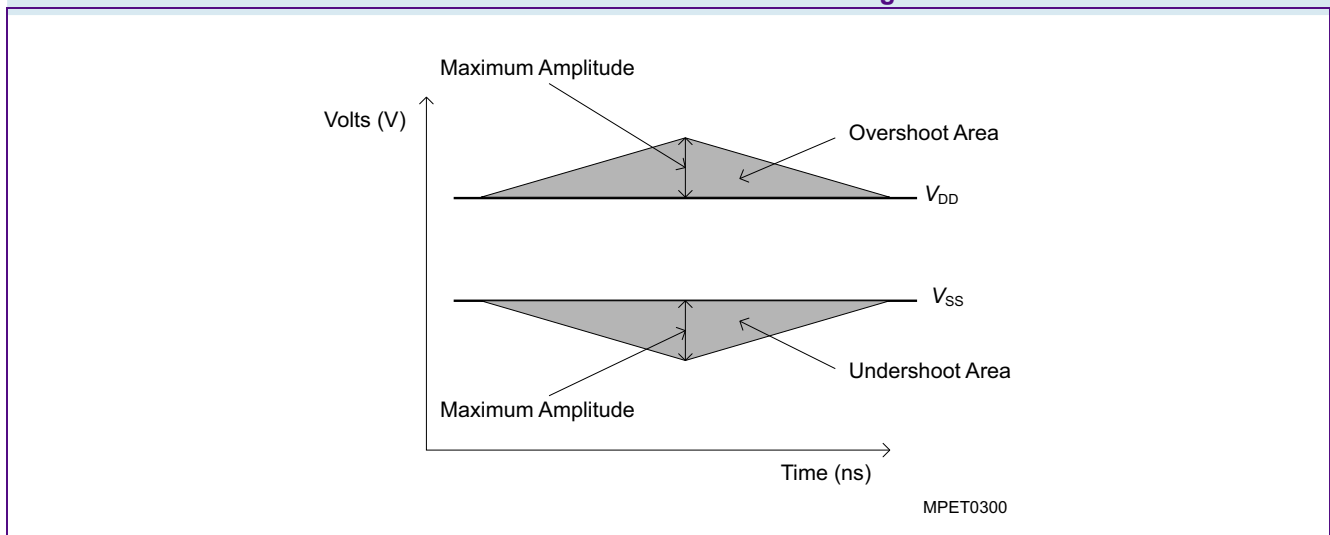 Maximum Amplitude
Volts (V)
Overshoot Area
VDD
VSS
Undershoot Area
Maximum Amplitude
Time (ns)
MPET0300